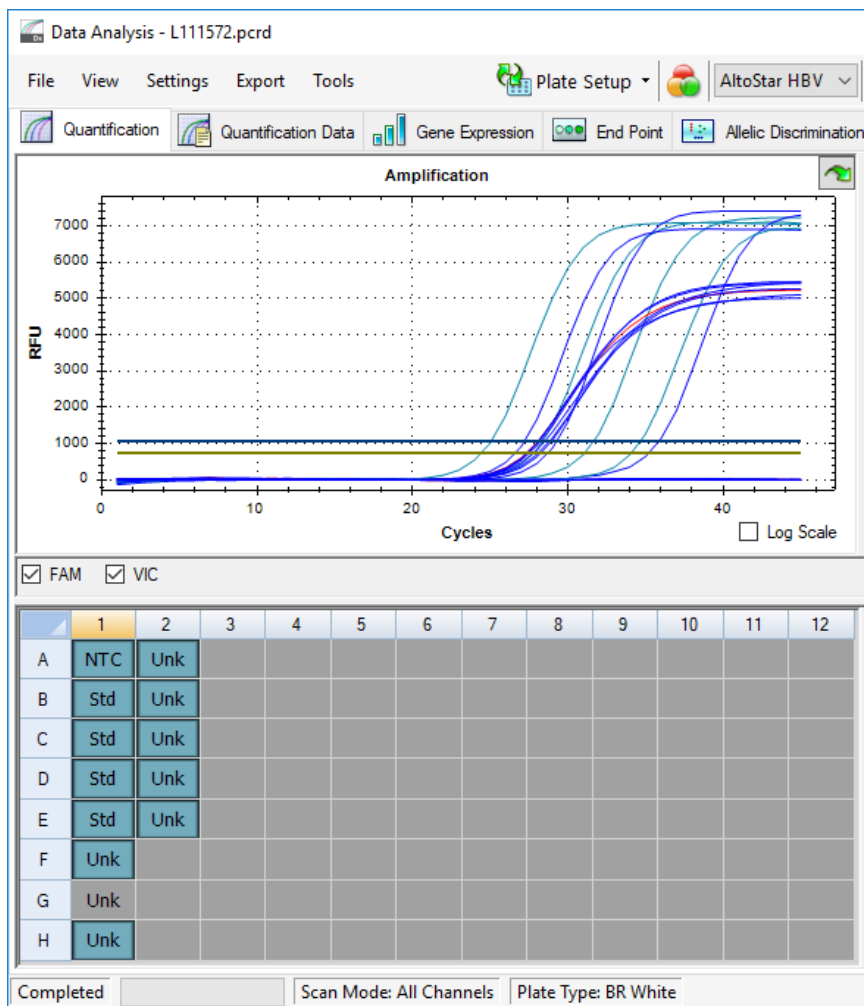 Data Analysis - L111572.pcrd
File View Settings Export Tools Plate Setup AltoStar HBV
Quantification Quantification Data Gene Expression End Point Allelic Discrimination
Amplification
7000
6000
5000
4000
3000
2000
1000
0
RFU
0 10 20 30 40
Cycles
Log Scale
FAM VIC
1 2 3 4 5 6 7 8 9 10 11 12
A NTC Unk
B Std Unk
C Std Unk
D Std Unk
E Std Unk
F Unk
G Unk
H Unk
Completed Scan Mode: All Channels Plate Type: BR White